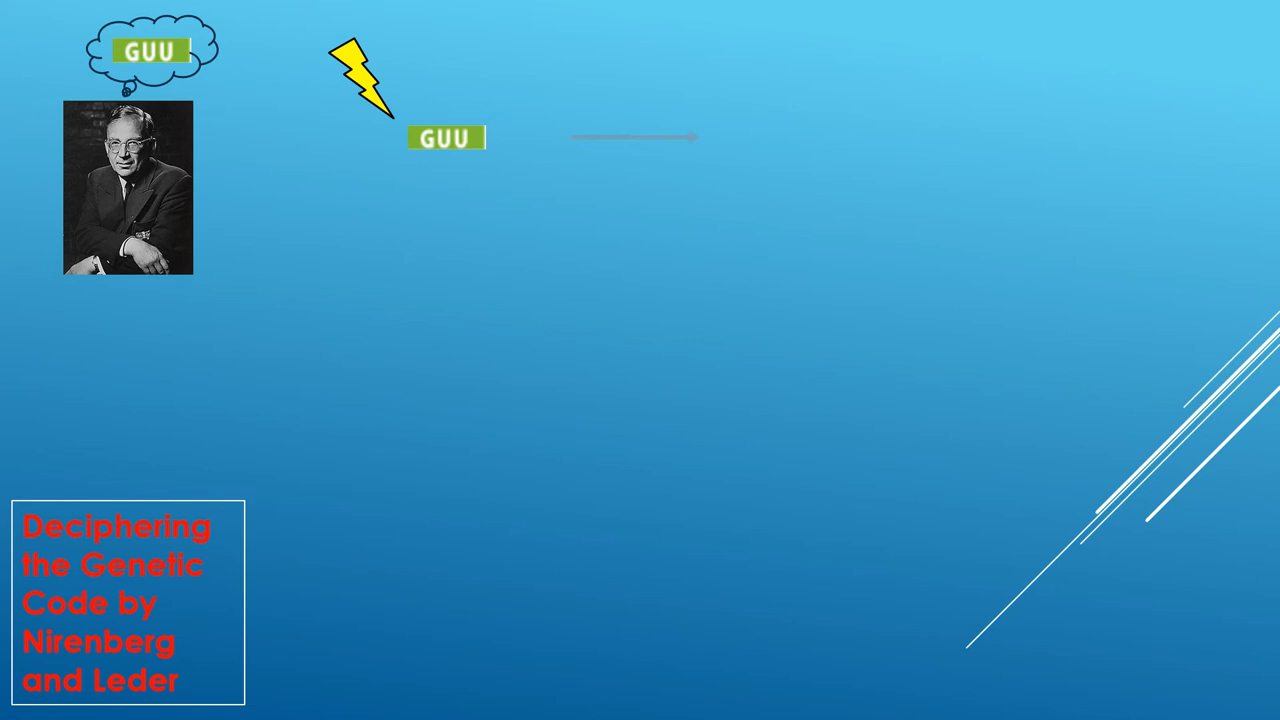 GUU
GUU
Deciphering
the Genetic
Code by
Nirenberg
and Leder